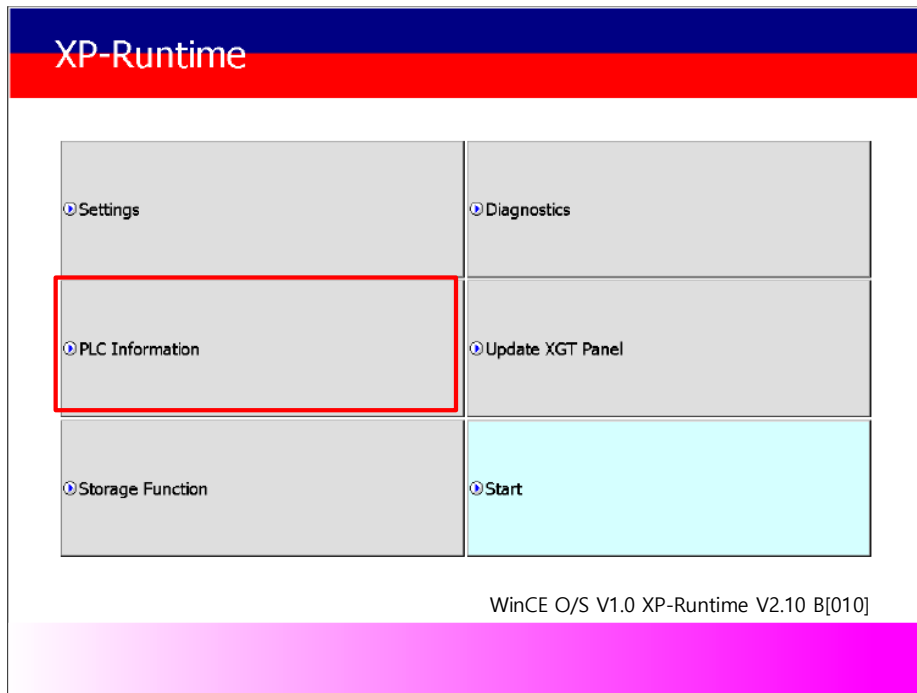 XP-Runtime
Settings
Diagnostics
PLC Information
Update XGT Panel
Storage Function
Start
WinCE O/S V1.0 XP-Runtime V2.10 B[010]